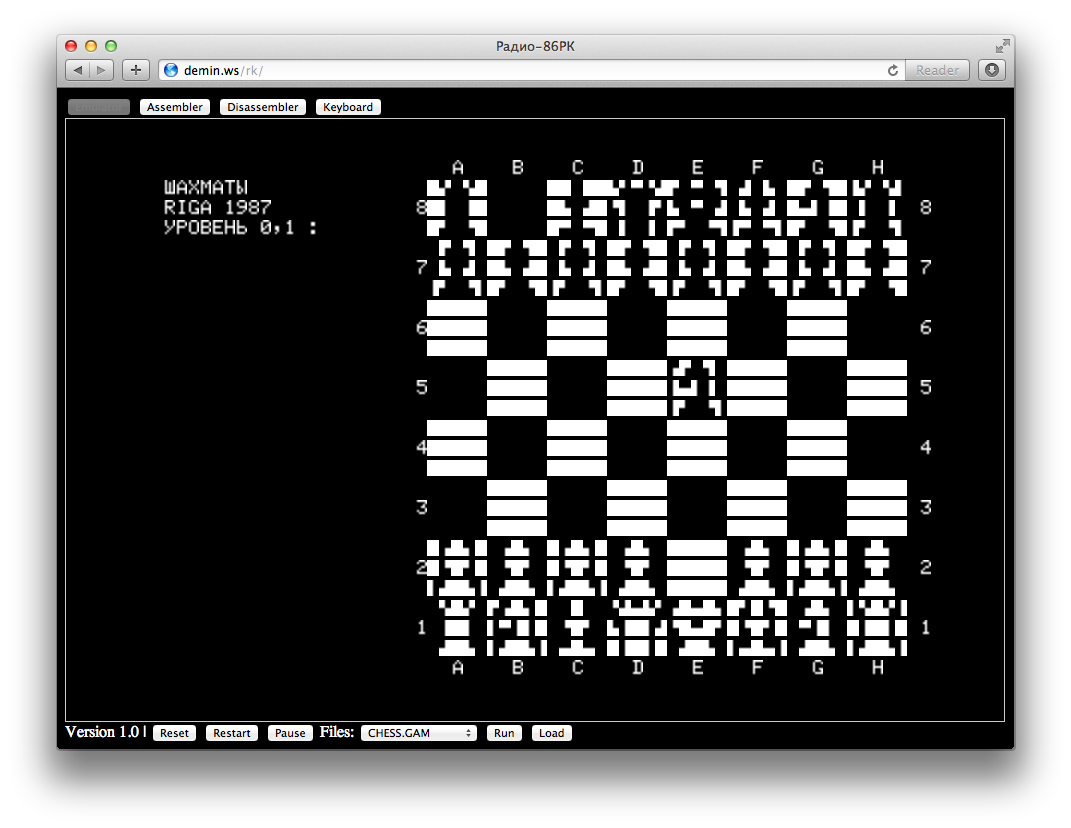 Радио-86РК
demin.ws/rk/
Reader
Assembler
Disassembler
Keyboard
A B C D E F G H
ШАХМАТЫ
RIGA 1987
УРОВЕНЬ 0,1 :
8 8
7 7
6 6
5 5
4 4
3 3
2 2
1 1
A B C D E F G H
Version 1.0 | Reset Restart Pause Files: CHESS.GAM Run Load